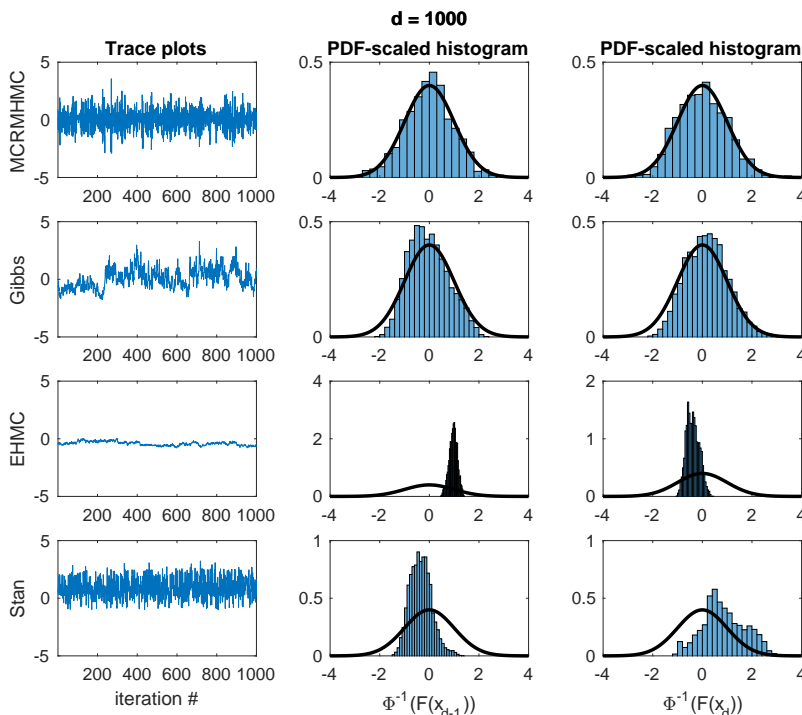 d = 1000
Trace plots
PDF-scaled histogram
PDF-scaled histogram
MCRMHMC
5
0
-5
200 400 600 800 1000
0.5
0
-4 -2 0 2 4
0.5
0
-4 -2 0 2 4
Gibbs
5
0
-5
200 400 600 800 1000
0.5
0
-4 -2 0 2 4
0.5
0
-4 -2 0 2 4
EHMC
5
0
-5
200 400 600 800 1000
4
2
0
-4 -2 0 2 4
2
1
0
-4 -2 0 2 4
Stan
5
0
-5
200 400 600 800 1000
iteration #
1
0.5
0
-4 -2 0 2 4
Φ⁻¹(F(x_{d-1}))
1
0.5
0
-4 -2 0 2 4
Φ⁻¹(F(x_d))